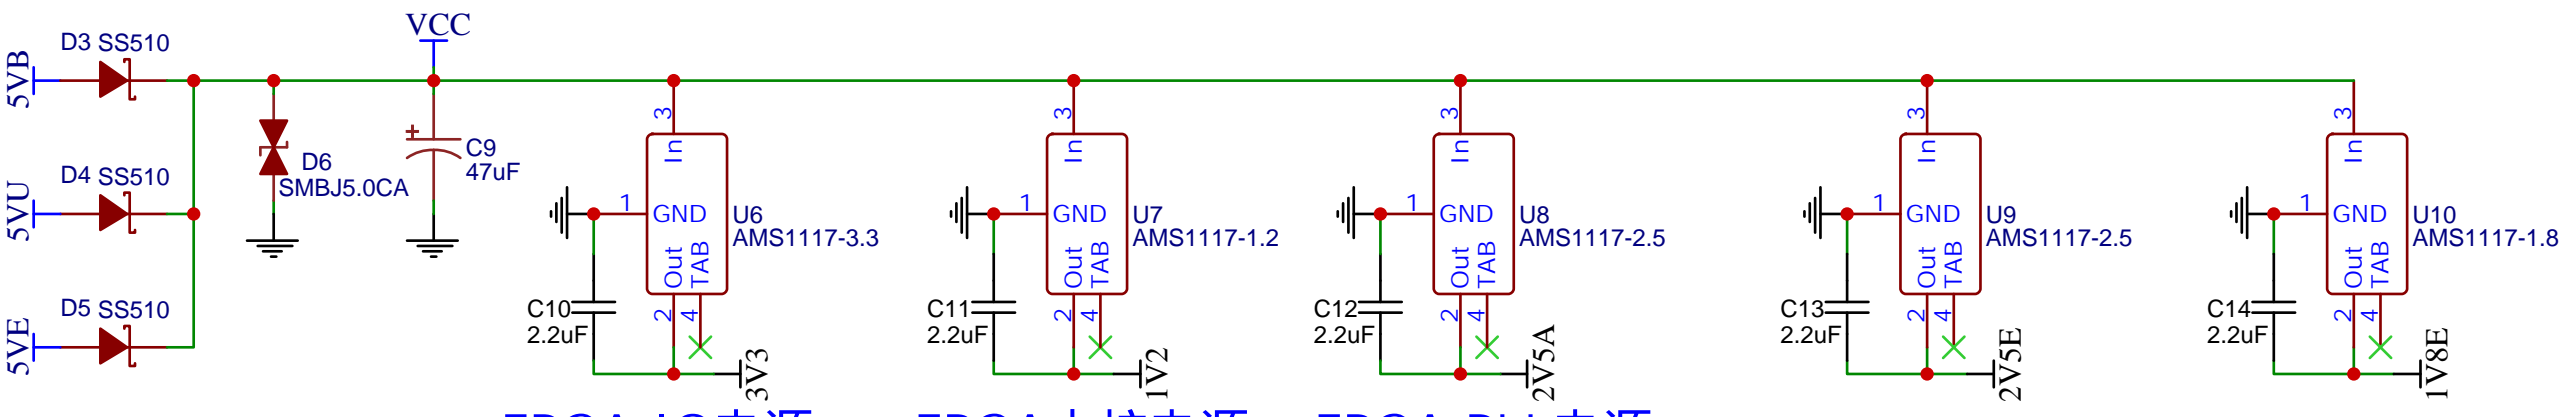 VCC
D3 SS510
5VB
D4 SS510
5VU
D5 SS510
5VE
D6
SMBJ5.0CA
+
C9
47uF
3
In
1
GND
Out
TAB
2
4
U6
AMS1117-3.3
C10
2.2uF
3V3
3
In
1
GND
Out
TAB
2
4
U7
AMS1117-1.2
C11
2.2uF
1V2
3
In
1
GND
Out
TAB
2
4
U8
AMS1117-2.5
C12
2.2uF
2V5A
3
In
1
GND
Out
TAB
2
4
U9
AMS1117-2.5
C13
2.2uF
2V5E
3
In
1
GND
Out
TAB
2
4
U10
AMS1117-1.8
C14
2.2uF
1V8E